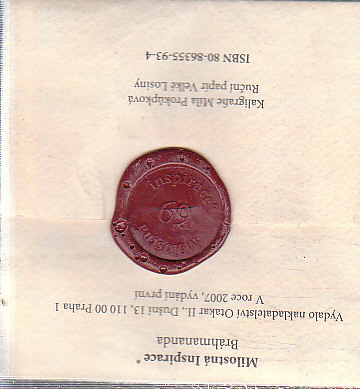 Milostná Inspirace®
Brahmananda
Vydalo nakladatelství Otakar II., Dušní 13, 110 00 Praha 1
V roce 2007, vydání první
Inspirace®
69
Milostná
Kaligrafie Míla Prokůpková
Ruční papír Velké Losiny
ISBN 80-86355-93-4